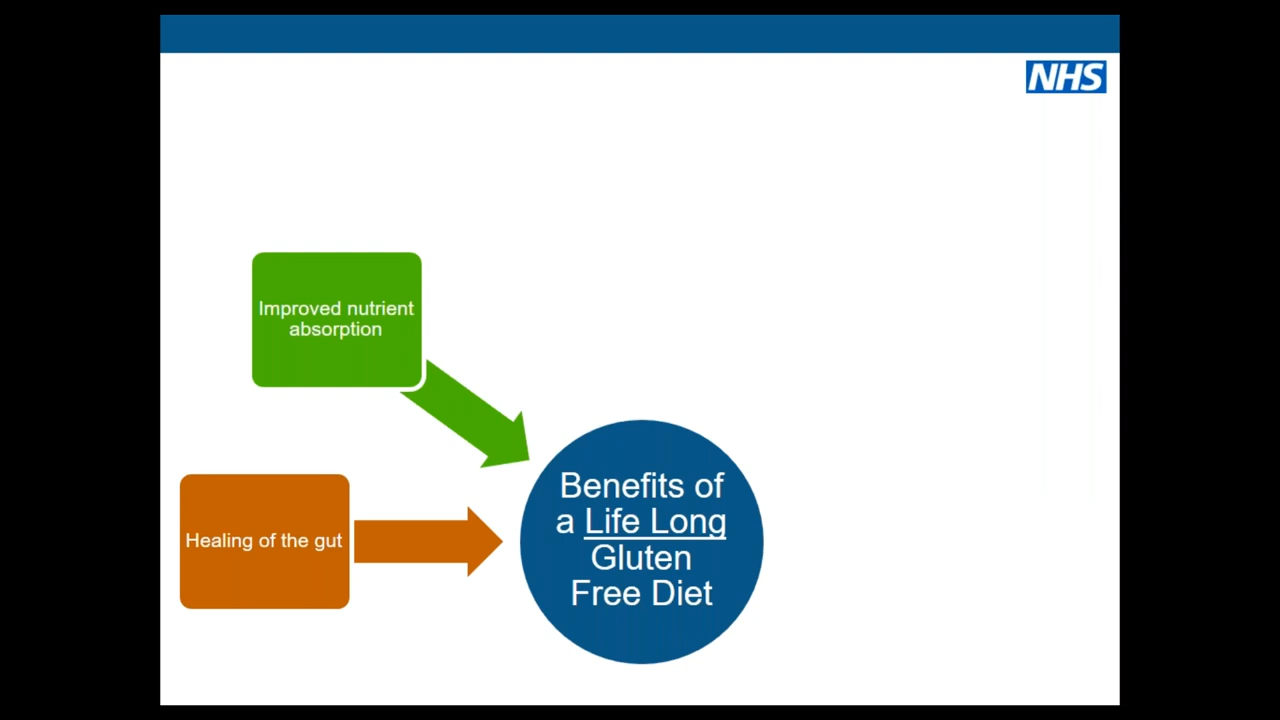 NHS
Improved nutrient
absorption
Healing of the gut
Benefits of
a Life Long
Gluten
Free Diet